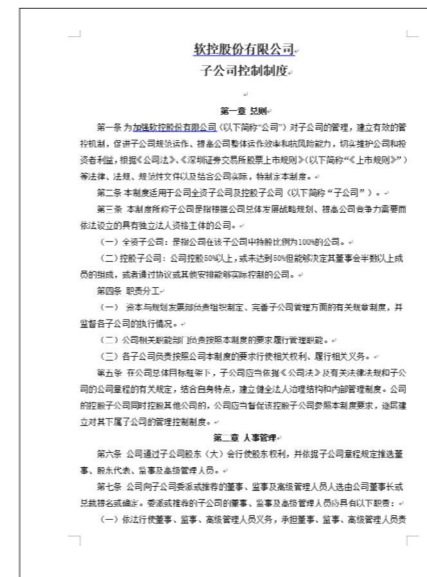 软控股份有限公司
子公司控制制度
第一章 总则
第一条 为加强软控股份有限公司(以下简称“公司”)对子公司的管理,建立有效的管
控机制,促进子公司规范运作、提高公司整体运作效率和抗风险能力,切实维护公司和投
资者利益,根据《公司法》、《深圳证券交易所股票上市规则》(以下简称“《上市规则》”)
等法律、法规、规范性文件以及结合公司实际,特制定本制度。
第二条 本制度适用于公司全资子公司及控股子公司(以下简称“子公司”)。
第三条 本制度所称子公司是指根据公司总体发展战略规划、提高公司竞争力需要而
依法设立的具有独立法人资格主体的公司。
(一)全资子公司:是指公司在该子公司中持股比例为100%的公司。
(二)控股子公司:公司控股50%以上,或未达到50%但能够决定其董事会半数以上成
员的组成,或者通过协议或其他安排能够实际控制的公司。
第四条 职责分工
(一) 资本与规划发展部负责组织制定、完善子公司管理方面的有关规章制度,并
监督各子公司的执行情况。
(二)公司相关职能部门负责按照本制度的要求履行管理职能。
(三)各子公司负责按照公司本制度的要求行使相关权利、履行相关义务。
第五条 在公司总体目标框架下,子公司应当依据《公司法》及有关法律法规和子公
司的公司章程的有关规定,结合自身特点,建立健全法人治理结构和内部管理制度。公司
的控股子公司同时控股其他公司的,公司应当督促该控股子公司参照本制度要求,逐层建
立对其下属子公司的管理控制制度。
第二章 人事管理
第六条 公司通过子公司股东(大)会行使股东权利,并依据子公司章程规定推选董
事、股东代表、监事及高级管理人员。
第七条 公司向子公司委派或推荐的董事、监事及高级管理人员人选由公司董事长或
总裁提名或确定。委派或推荐的子公司的董事、监事及高级管理人员应具有以下职责:
(一)依法行使董事、监事、高级管理人员义务,承担董事、监事、高级管理人员责